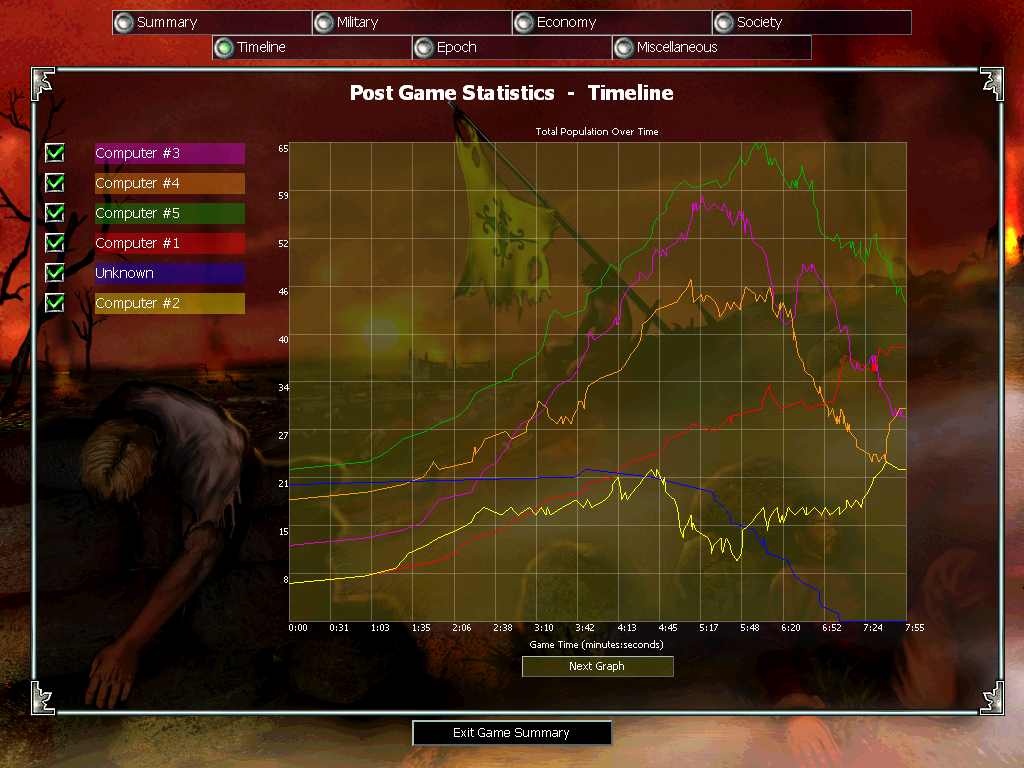 Summary Military Economy Society
Timeline Epoch Miscellaneous
Post Game Statistics - Timeline
Total Population Over Time
Computer #3
Computer #4
Computer #5
Computer #1
Unknown
Computer #2
65
59
52
46
40
34
27
21
15
8
0:00 0:31 1:03 1:35 2:06 2:38 3:10 3:42 4:13 4:45 5:17 5:48 6:20 6:52 7:24 7:55
Game Time (minutes:seconds)
Next Graph
Exit Game Summary